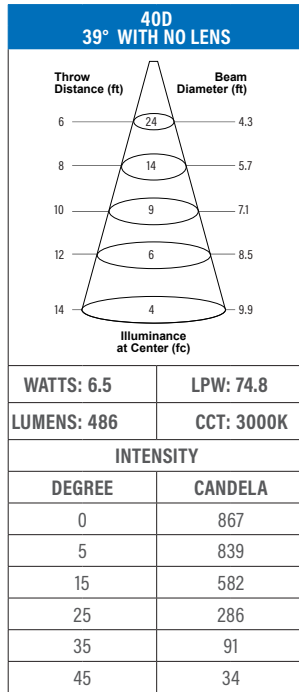 40D
39° WITH NO LENS
Throw Beam
Distance (ft) Diameter (ft)
6 24 4.3
8 14 5.7
10 9 7.1
12 6 8.5
14 4 9.9
Illuminance
at Center (fc)
WATTS: 6.5 LPW: 74.8
LUMENS: 486 CCT: 3000K
INTENSITY
DEGREE CANDELA
0 867
5 839
15 582
25 286
35 91
45 34